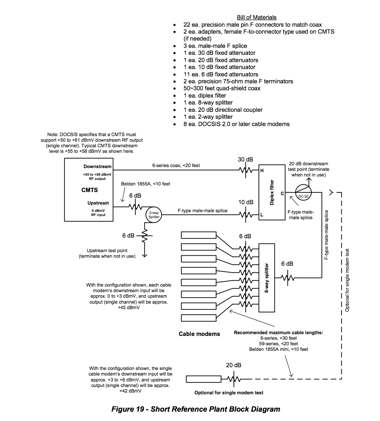 Bill of Materials
• 22 ea. precision male pin F connectors to match coax
• 2 ea. adapters, female F-to-connector type used on CMTS
(if needed)
• 3 ea. male-male F splice
• 1 ea. 30 dB fixed attenuator
• 1 ea. 20 dB fixed attenuators
• 1 ea. 10 dB fixed attenuator
• 11 ea. 6 dB fixed attenuators
• 2 ea. precision 75-ohm male F terminators
• 50~300 feet quad-shield coax
• 1 ea. diplex filter
• 1 ea. 8-way splitter
• 1 ea. 20 dB directional coupler
• 1 ea. 2-way splitter
• 8 ea. DOCSIS 2.0 or later cable modems
Note: DOCSIS specifies that a CMTS must
support +50 to +61 dBmV downstream RF output
(single channel). Typical CMTS downstream
level is +55 to +58 dBmV as shown here.
Downstream
+55 to +58 dBmV
RF output
CMTS
Upstream
0 dBmV
RF input
6-series coax, <20 feet
Belden 1855A, <10 feet
6 dB
2-way
Splitter
F-type male-male splice
6 dB
Upstream test point
(terminate when not in use)
30 dB
10 dB
H
L
C
Diplex filter
20 dB downstream
test point (terminate
when not in use)
DC-20
F-type male-
male splice
F-type male-male splice
Optional for single modem test
6 dB
8-way splitter
6 dB
Cable modems
With the configuration shown, each cable
modem's downstream input will be
approx. 0 to +3 dBmV, and upstream
output (single channel) will be approx.
+45 dBmV
Recommended maximum cable lengths:
6-series, <30 feet
59-series, <20 feet
Belden 1855A mini, <10 feet
With the configuration shown, the single
cable modem's downstream input will be
approx. +3 to +6 dBmV, and upstream
output (single channel) will be approx.
+42 dBmV
20 dB
Optional for single modem test
Figure 19 - Short Reference Plant Block Diagram